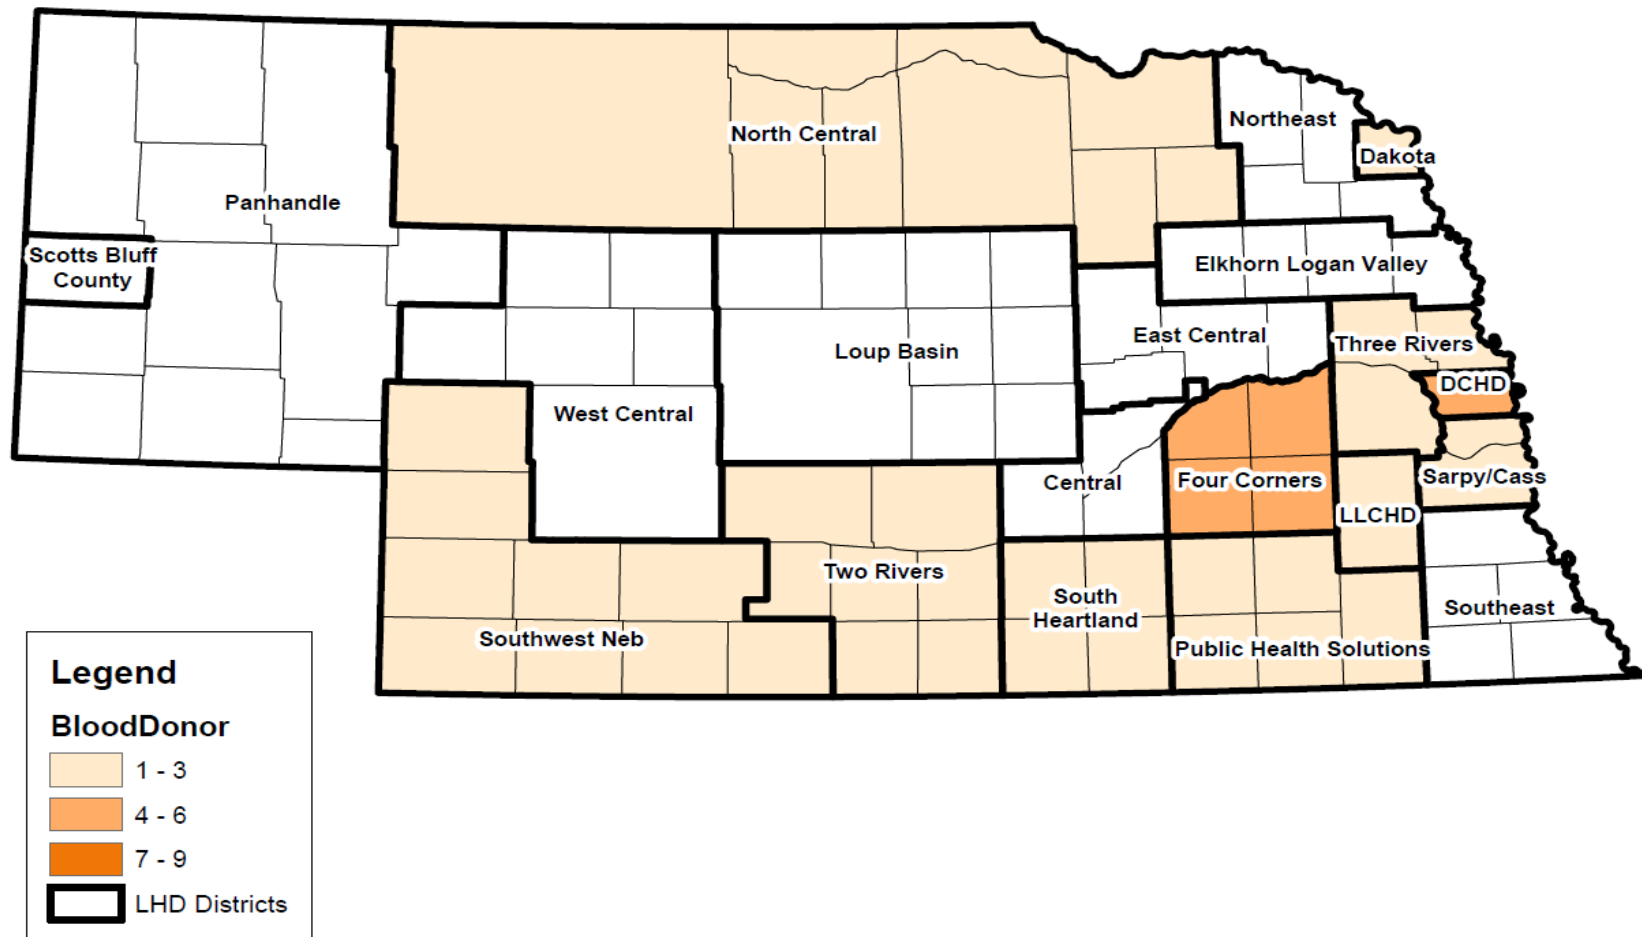 Northeast
North Central
Dakota
Panhandle
Scotts Bluff
County
Elkhorn Logan Valley
East Central
Three Rivers
Loup Basin
DCHD
West Central
Central
Four Corners
Sarpy/Cass
LLCHD
Two Rivers
South
Heartland
Southeast
Southwest Neb
Public Health Solutions
Legend
BloodDonor
1 - 3
4 - 6
7 - 9
LHD Districts